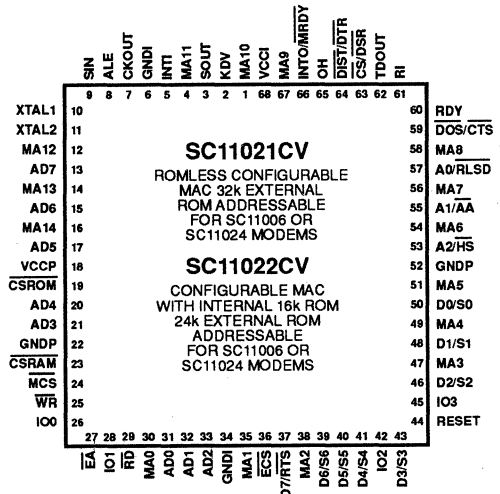 SIN ALE CKOUT GNDI INTI MA11 SOUT KDV MA10 VCCI MA9 INTO/MRDY OH DIST/DTR CS/DSR TDOUT RI
9 8 7 6 5 4 3 2 1 68 67 66 65 64 63 62 61
XTAL1 10
XTAL2 11
MA12 12
AD7 13
MA13 14
AD6 15
MA14 16
AD5 17
VCCP 18
CSROM 19
AD4 20
AD3 21
GNDP 22
CSRAM 23
MCS 24
WR 25
IO0 26
SC11021CV
ROMLESS CONFIGURABLE
MAC 32k EXTERNAL
ROM ADDRESSABLE
FOR SC11006 OR
SC11024 MODEMS
SC11022CV
CONFIGURABLE MAC
WITH INTERNAL 16k ROM
24k EXTERNAL ROM
ADDRESSABLE
FOR SC11006 OR
SC11024 MODEMS
60 RDY
59 DOS/CTS
58 MA8
57 A0/RLSD
56 MA7
55 A1/AA
54 MA6
53 A2/HS
52 GNDP
51 MA5
50 D0/S0
49 MA4
48 D1/S1
47 MA3
46 D2/S2
45 IO3
44 RESET
27 28 29 30 31 32 33 34 35 36 37 38 39 40 41 42 43
EA IO1 RD MA0 AD0 AD1 AD2 GNDI MA1 ECS D7/RTS MA2 D6/S6 D5/S5 D4/S4 IO2 D3/S3